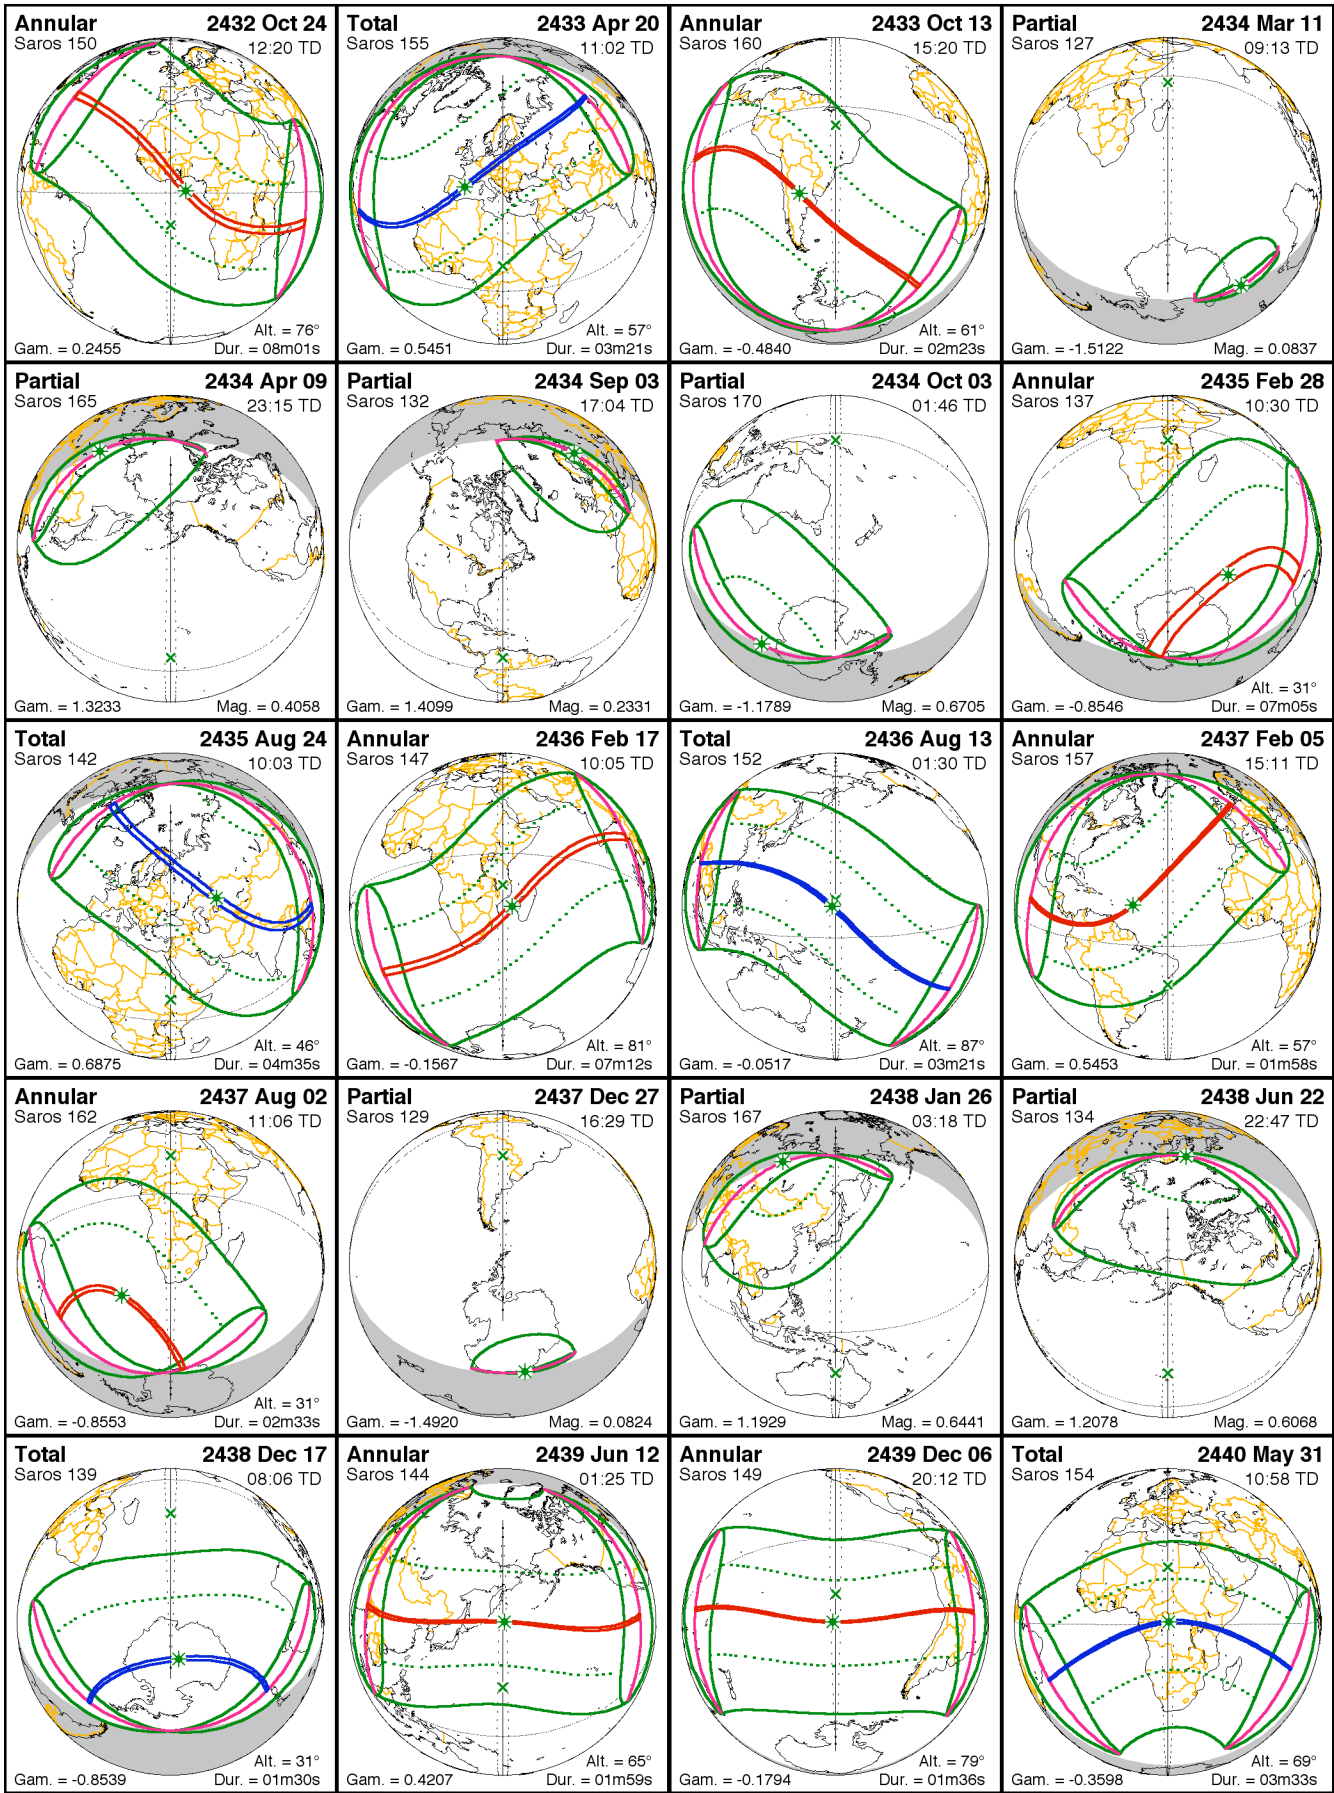 Annular 2432 Oct 24
Saros 150 12:20 TD
Alt. = 76°
Gam. = 0.2455 Dur. = 08m01s
Total 2433 Apr 20
Saros 155 11:02 TD
Alt. = 57°
Gam. = 0.5451 Dur. = 03m21s
Annular 2433 Oct 13
Saros 160 15:20 TD
Alt. = 61°
Gam. = -0.4840 Dur. = 02m23s
Partial 2434 Mar 11
Saros 127 09:13 TD
Gam. = -1.5122 Mag. = 0.0837
Partial 2434 Apr 09
Saros 165 23:15 TD
Gam. = 1.3233 Mag. = 0.4058
Partial 2434 Sep 03
Saros 132 17:04 TD
Gam. = 1.4099 Mag. = 0.2331
Partial 2434 Oct 03
Saros 170 01:46 TD
Gam. = -1.1789 Mag. = 0.6705
Annular 2435 Feb 28
Saros 137 10:30 TD
Alt. = 31°
Gam. = -0.8546 Dur. = 07m05s
Total 2435 Aug 24
Saros 142 10:03 TD
Alt. = 46°
Gam. = 0.6875 Dur. = 04m35s
Annular 2436 Feb 17
Saros 147 10:05 TD
Alt. = 81°
Gam. = -0.1567 Dur. = 07m12s
Total 2436 Aug 13
Saros 152 01:30 TD
Alt. = 87°
Gam. = -0.0517 Dur. = 03m21s
Annular 2437 Feb 05
Saros 157 15:11 TD
Alt. = 57°
Gam. = 0.5453 Dur. = 01m58s
Annular 2437 Aug 02
Saros 162 11:06 TD
Alt. = 31°
Gam. = -0.8553 Dur. = 02m33s
Partial 2437 Dec 27
Saros 129 16:29 TD
Gam. = -1.4920 Mag. = 0.0824
Partial 2438 Jan 26
Saros 167 03:18 TD
Gam. = 1.1929 Mag. = 0.6441
Partial 2438 Jun 22
Saros 134 22:47 TD
Gam. = 1.2078 Mag. = 0.6068
Total 2438 Dec 17
Saros 139 08:06 TD
Alt. = 31°
Gam. = -0.8539 Dur. = 01m30s
Annular 2439 Jun 12
Saros 144 01:25 TD
Alt. = 65°
Gam. = 0.4207 Dur. = 01m59s
Annular 2439 Dec 06
Saros 149 20:12 TD
Alt. = 79°
Gam. = -0.1794 Dur. = 01m36s
Total 2440 May 31
Saros 154 10:58 TD
Alt. = 69°
Gam. = -0.3598 Dur. = 03m33s